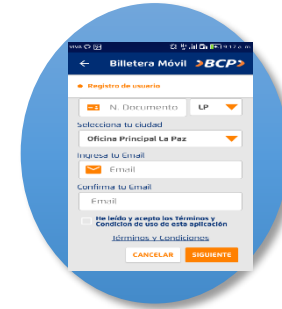 Billetera Móvil >BCP>
Registro de usuario
N. Documento LP
Selecciona tu ciudad
Oficina Principal La Paz
Ingresa tu Email
Email
Confirma tu Email
Email
He leído y acepto los Términos y
Condicion de uso de esta aplicación
Términos y Condiciones
CANCELAR SIGUIENTE